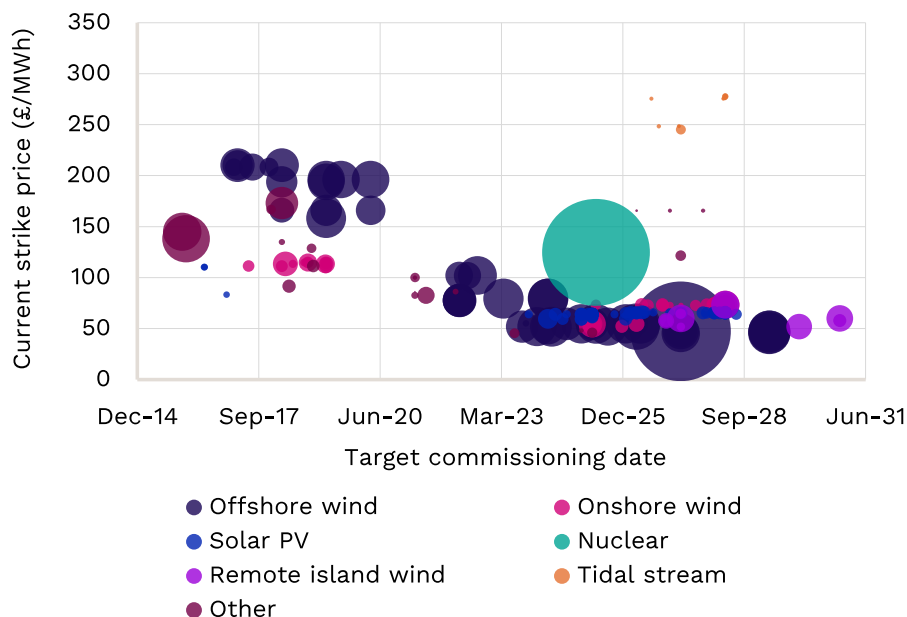 Current strike price (£/MWh)
350
300
250
200
150
100
50
0
Dec-14 Sep-17 Jun-20 Mar-23 Dec-25 Sep-28 Jun-31
Target commissioning date
Offshore wind Onshore wind
Solar PV Nuclear
Remote island wind Tidal stream
Other